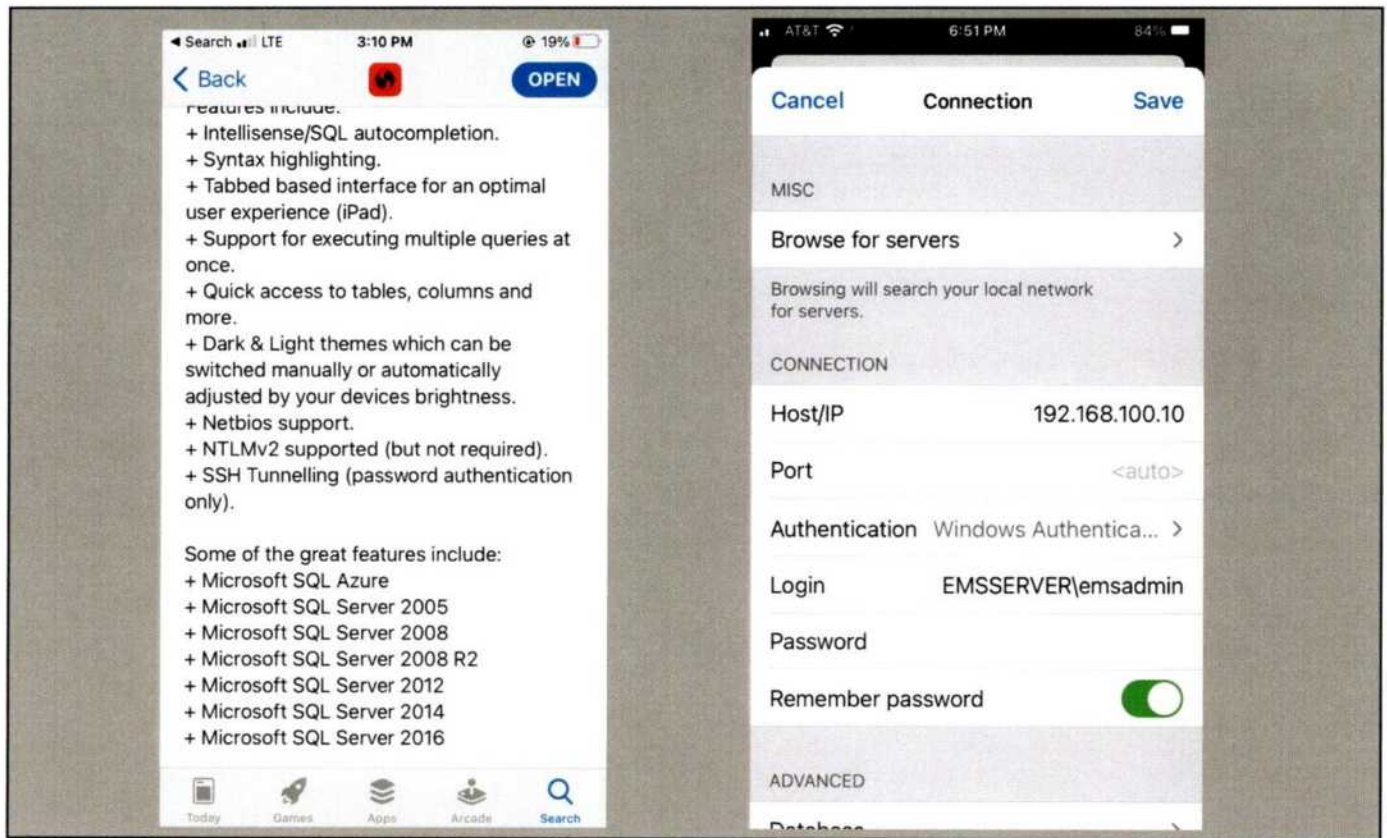 Search LTE 3:10 PM 19%
Back OPEN
Features include:
+ Intellisense/SQL autocompletion.
+ Syntax highlighting.
+ Tabbed based interface for an optimal
user experience (iPad).
+ Support for executing multiple queries at
once.
+ Quick access to tables, columns and
more.
+ Dark & Light themes which can be
switched manually or automatically
adjusted by your devices brightness.
+ Netbios support.
+ NTLMv2 supported (but not required).
+ SSH Tunnelling (password authentication
only).
Some of the great features include:
+ Microsoft SQL Azure
+ Microsoft SQL Server 2005
+ Microsoft SQL Server 2008
+ Microsoft SQL Server 2008 R2
+ Microsoft SQL Server 2012
+ Microsoft SQL Server 2014
+ Microsoft SQL Server 2016
Today Games Apps Arcade Search
AT&T 6:51 PM 84%
Cancel Connection Save
MISC
Browse for servers >
Browsing will search your local network
for servers.
CONNECTION
Host/IP 192.168.100.10
Port <auto>
Authentication Windows Authentica... >
Login EMSSERVER\emsadmin
Password
Remember password
ADVANCED
Database